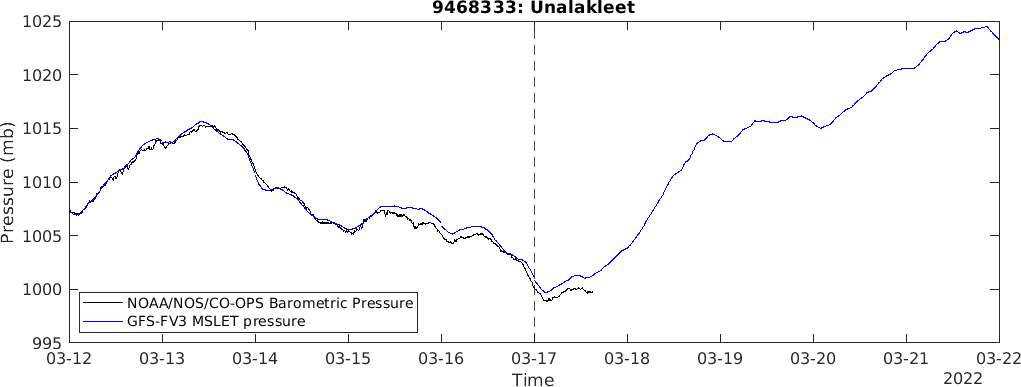 9468333: Unalakleet
Pressure (mb)
1025
1020
1015
1010
1005
1000
995
NOAA/NOS/CO-OPS Barometric Pressure
GFS-FV3 MSLET pressure
03-12 03-13 03-14 03-15 03-16 03-17 03-18 03-19 03-20 03-21 03-22
Time
2022